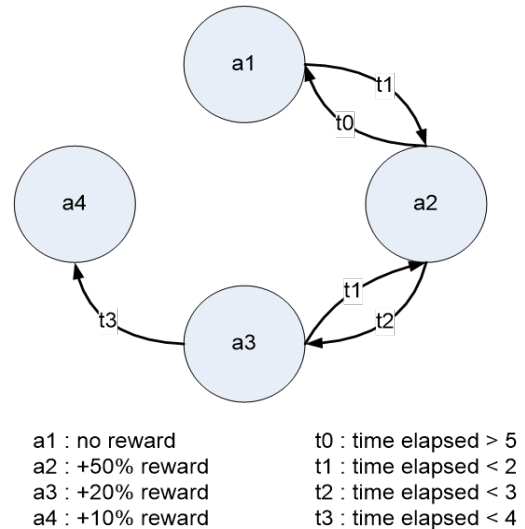 a1
t1
t0
a4
a2
t1
t3
t2
a3
a1 : no reward
a2 : +50% reward
a3 : +20% reward
a4 : +10% reward
t0 : time elapsed > 5
t1 : time elapsed < 2
t2 : time elapsed < 3
t3 : time elapsed < 4